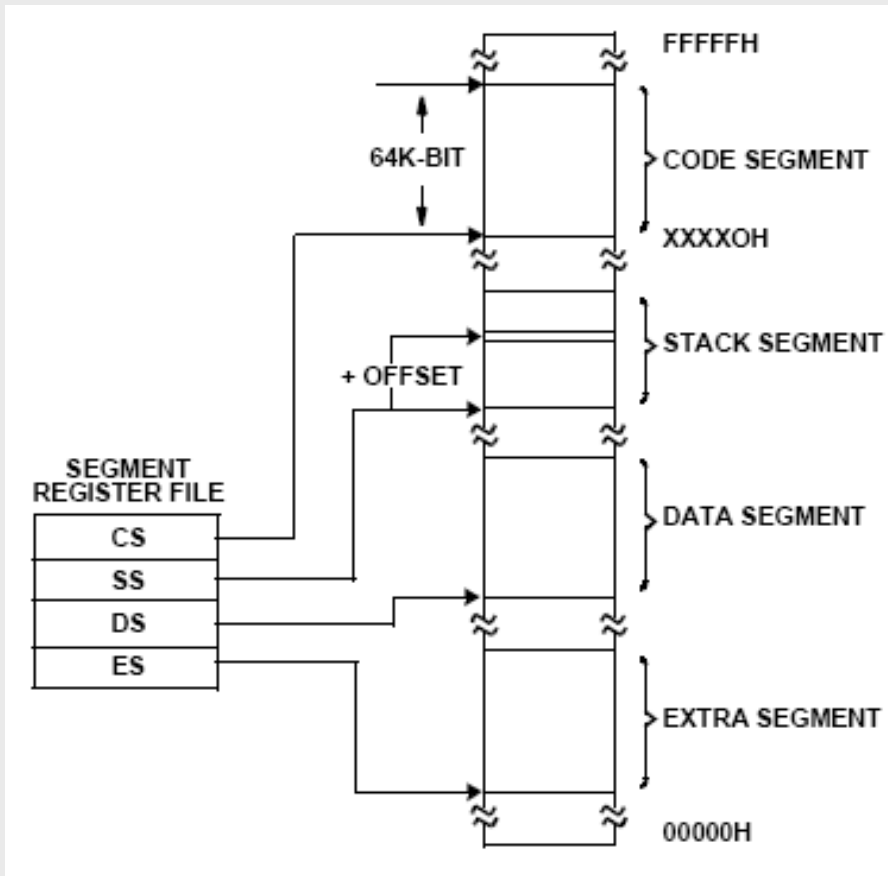 FFFFFH
64K-BIT
CODE SEGMENT
XXXXOH
STACK SEGMENT
+ OFFSET
SEGMENT
REGISTER FILE
CS
SS
DS
ES
DATA SEGMENT
EXTRA SEGMENT
00000H